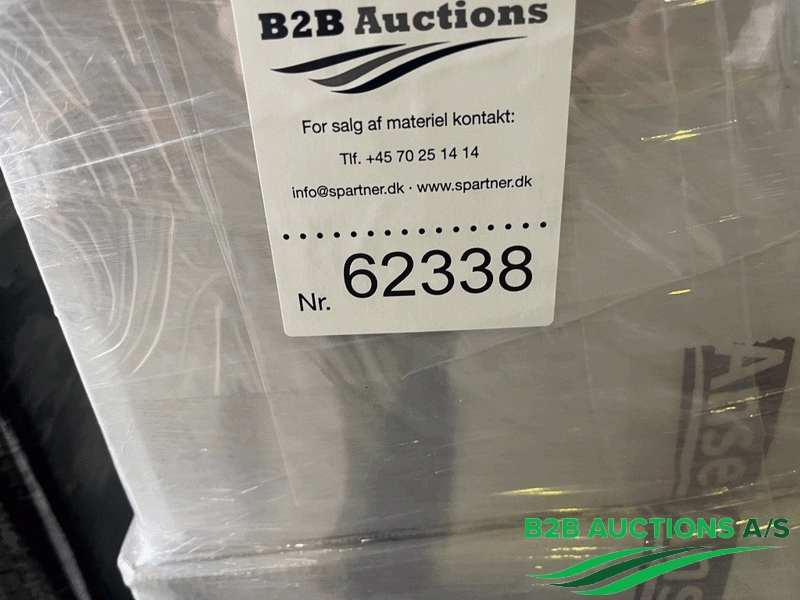 B2B Auctions
For salg af materiel kontakt:
Tlf. +45 70 25 14 14
info@spartner.dk · www.spartner.dk
Nr. 62338
B2B AUCTIONS A/S